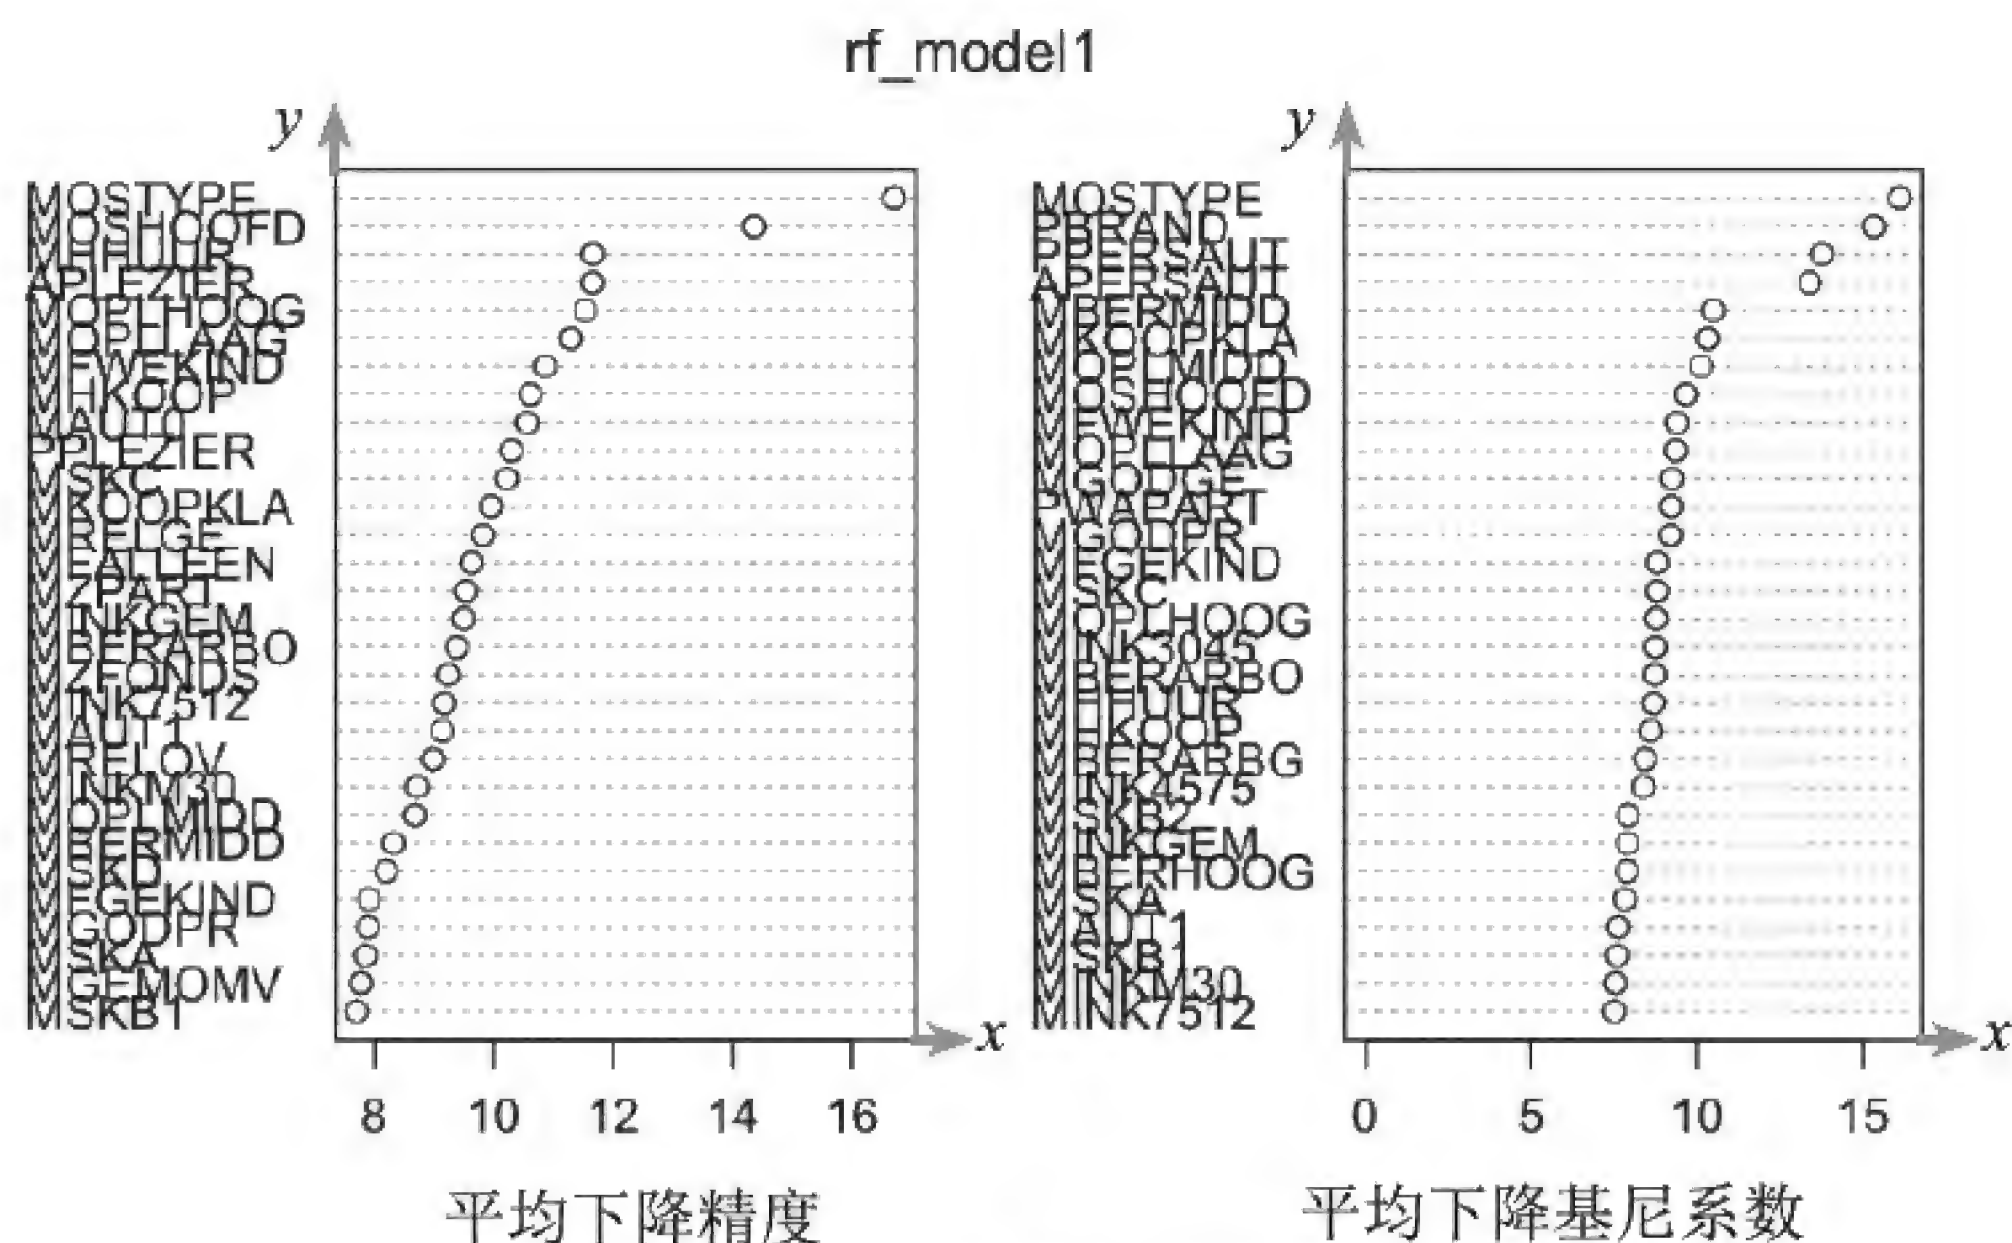 rf_model1
y
MOSTYPE
MOSHOOFD
MHHUUR
APLEZIER
MOPLHOOG
MOPLLAAG
MFWEKIND
MHKOOP
MAUT0
PPLEZIER
MSKC
MKOOPKLA
MRELGE
MFALLEEN
MZPART
MINKGEM
MBERARBO
MZFONDS
MINK7512
MAUT1
MRELOV
MINKM30
MOPLMIDD
MBERMIDD
MSKD
MFGEKIND
MGODPR
MSKA
MGEMOMV
MSKB1
x
8 10 12 14 16
平均下降精度
y
MOSTYPE
PBRAND
PPERSAUT
APERSAUT
MBERMIDD
MKOOPKLA
MOPLMIDD
MOSHOOFD
MFWEKIND
MOPLLAAG
MGODGE
PWAPART
MGODPR
MFGEKIND
MSKC
MOPLHOOG
MINK3045
MBERARBO
MHHUUR
MHKOOP
MBERARBG
MINK4575
MSKB2
MINKGEM
MBERHOOG
MSKA
MAUT1
MSKB1
MINKM30
MINK7512
x
0 5 10 15
平均下降基尼系数